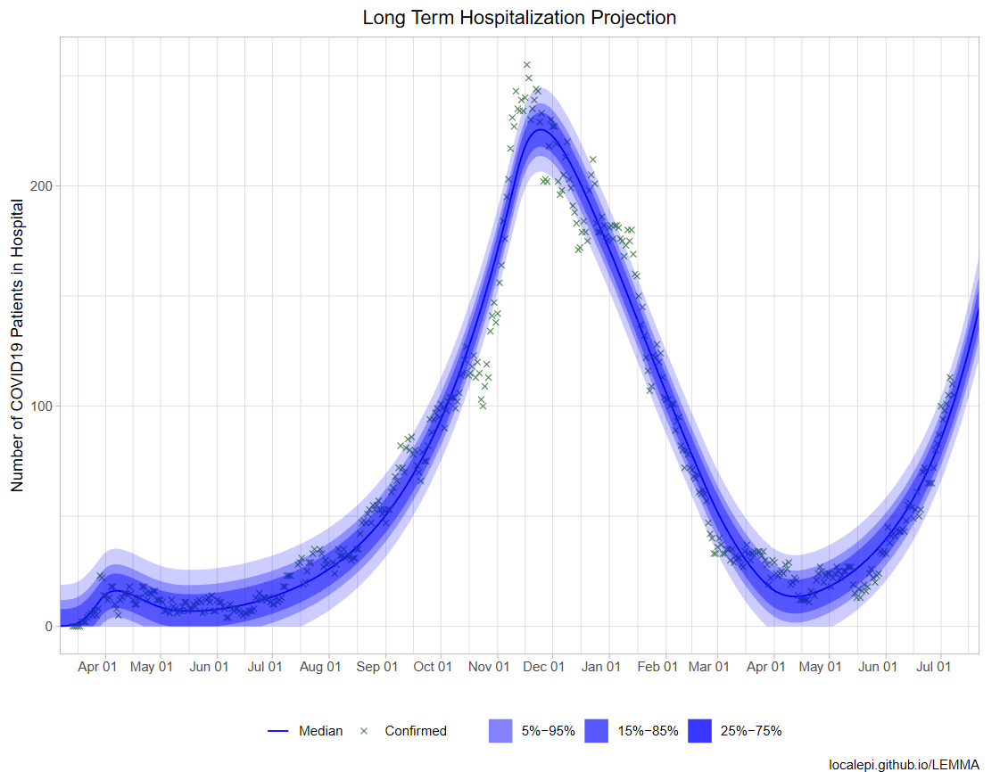 Long Term Hospitalization Projection
Number of COVID19 Patients in Hospital
200
100
0
Apr 01 May 01 Jun 01 Jul 01 Aug 01 Sep 01 Oct 01 Nov 01 Dec 01 Jan 01 Feb 01 Mar 01 Apr 01 May 01 Jun 01 Jul 01
Median Confirmed 5%−95% 15%−85% 25%−75%
localepi.github.io/LEMMA